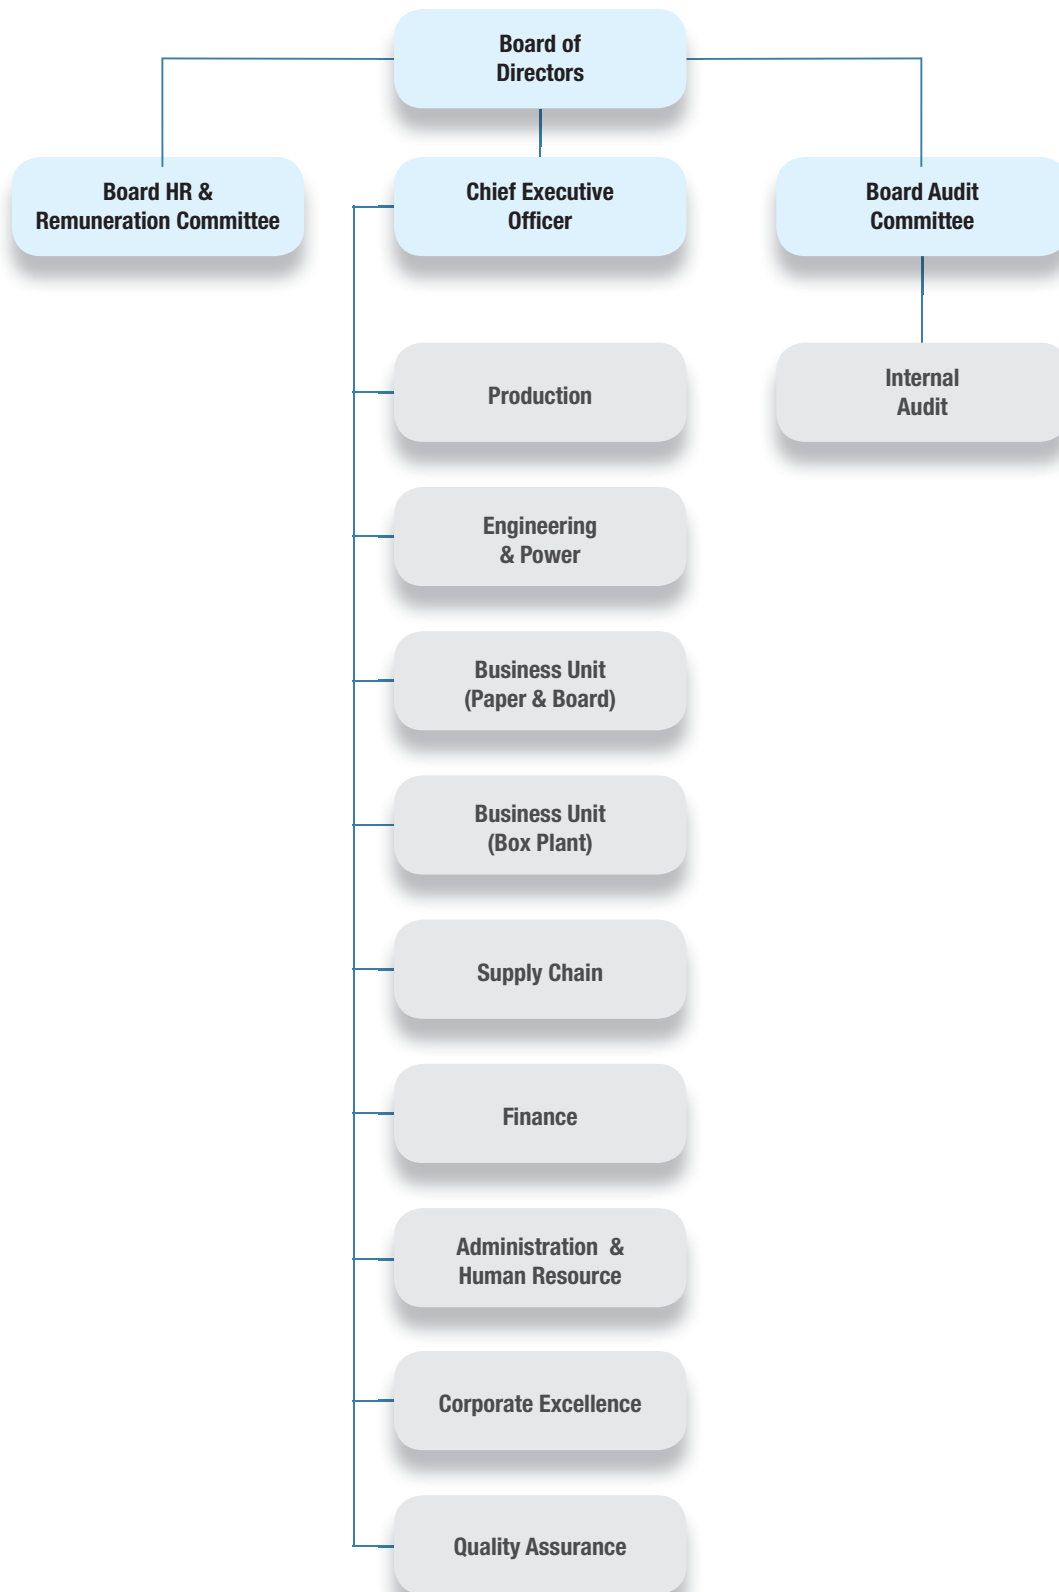 Board of
Directors
Board HR &
Remuneration Committee
Chief Executive
Officer
Board Audit
Committee
Production
Internal
Audit
Engineering
& Power
Business Unit
(Paper & Board)
Business Unit
(Box Plant)
Supply Chain
Finance
Administration &
Human Resource
Corporate Excellence
Quality Assurance